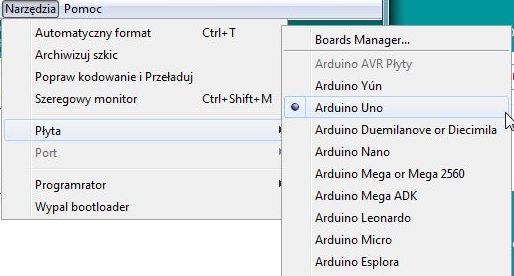 Narzędzia Pomoc
Automatyczny format Ctrl+T
Archiwizuj szkic
Popraw kodowanie i Przeładuj
Szeregowy monitor Ctrl+Shift+M
Płyta
Port
Programrator
Wypal bootloader
Boards Manager...
Arduino AVR Płyty
Arduino Yún
Arduino Uno
Arduino Duemilanove or Diecimila
Arduino Nano
Arduino Mega or Mega 2560
Arduino Mega ADK
Arduino Leonardo
Arduino Micro
Arduino Esplora